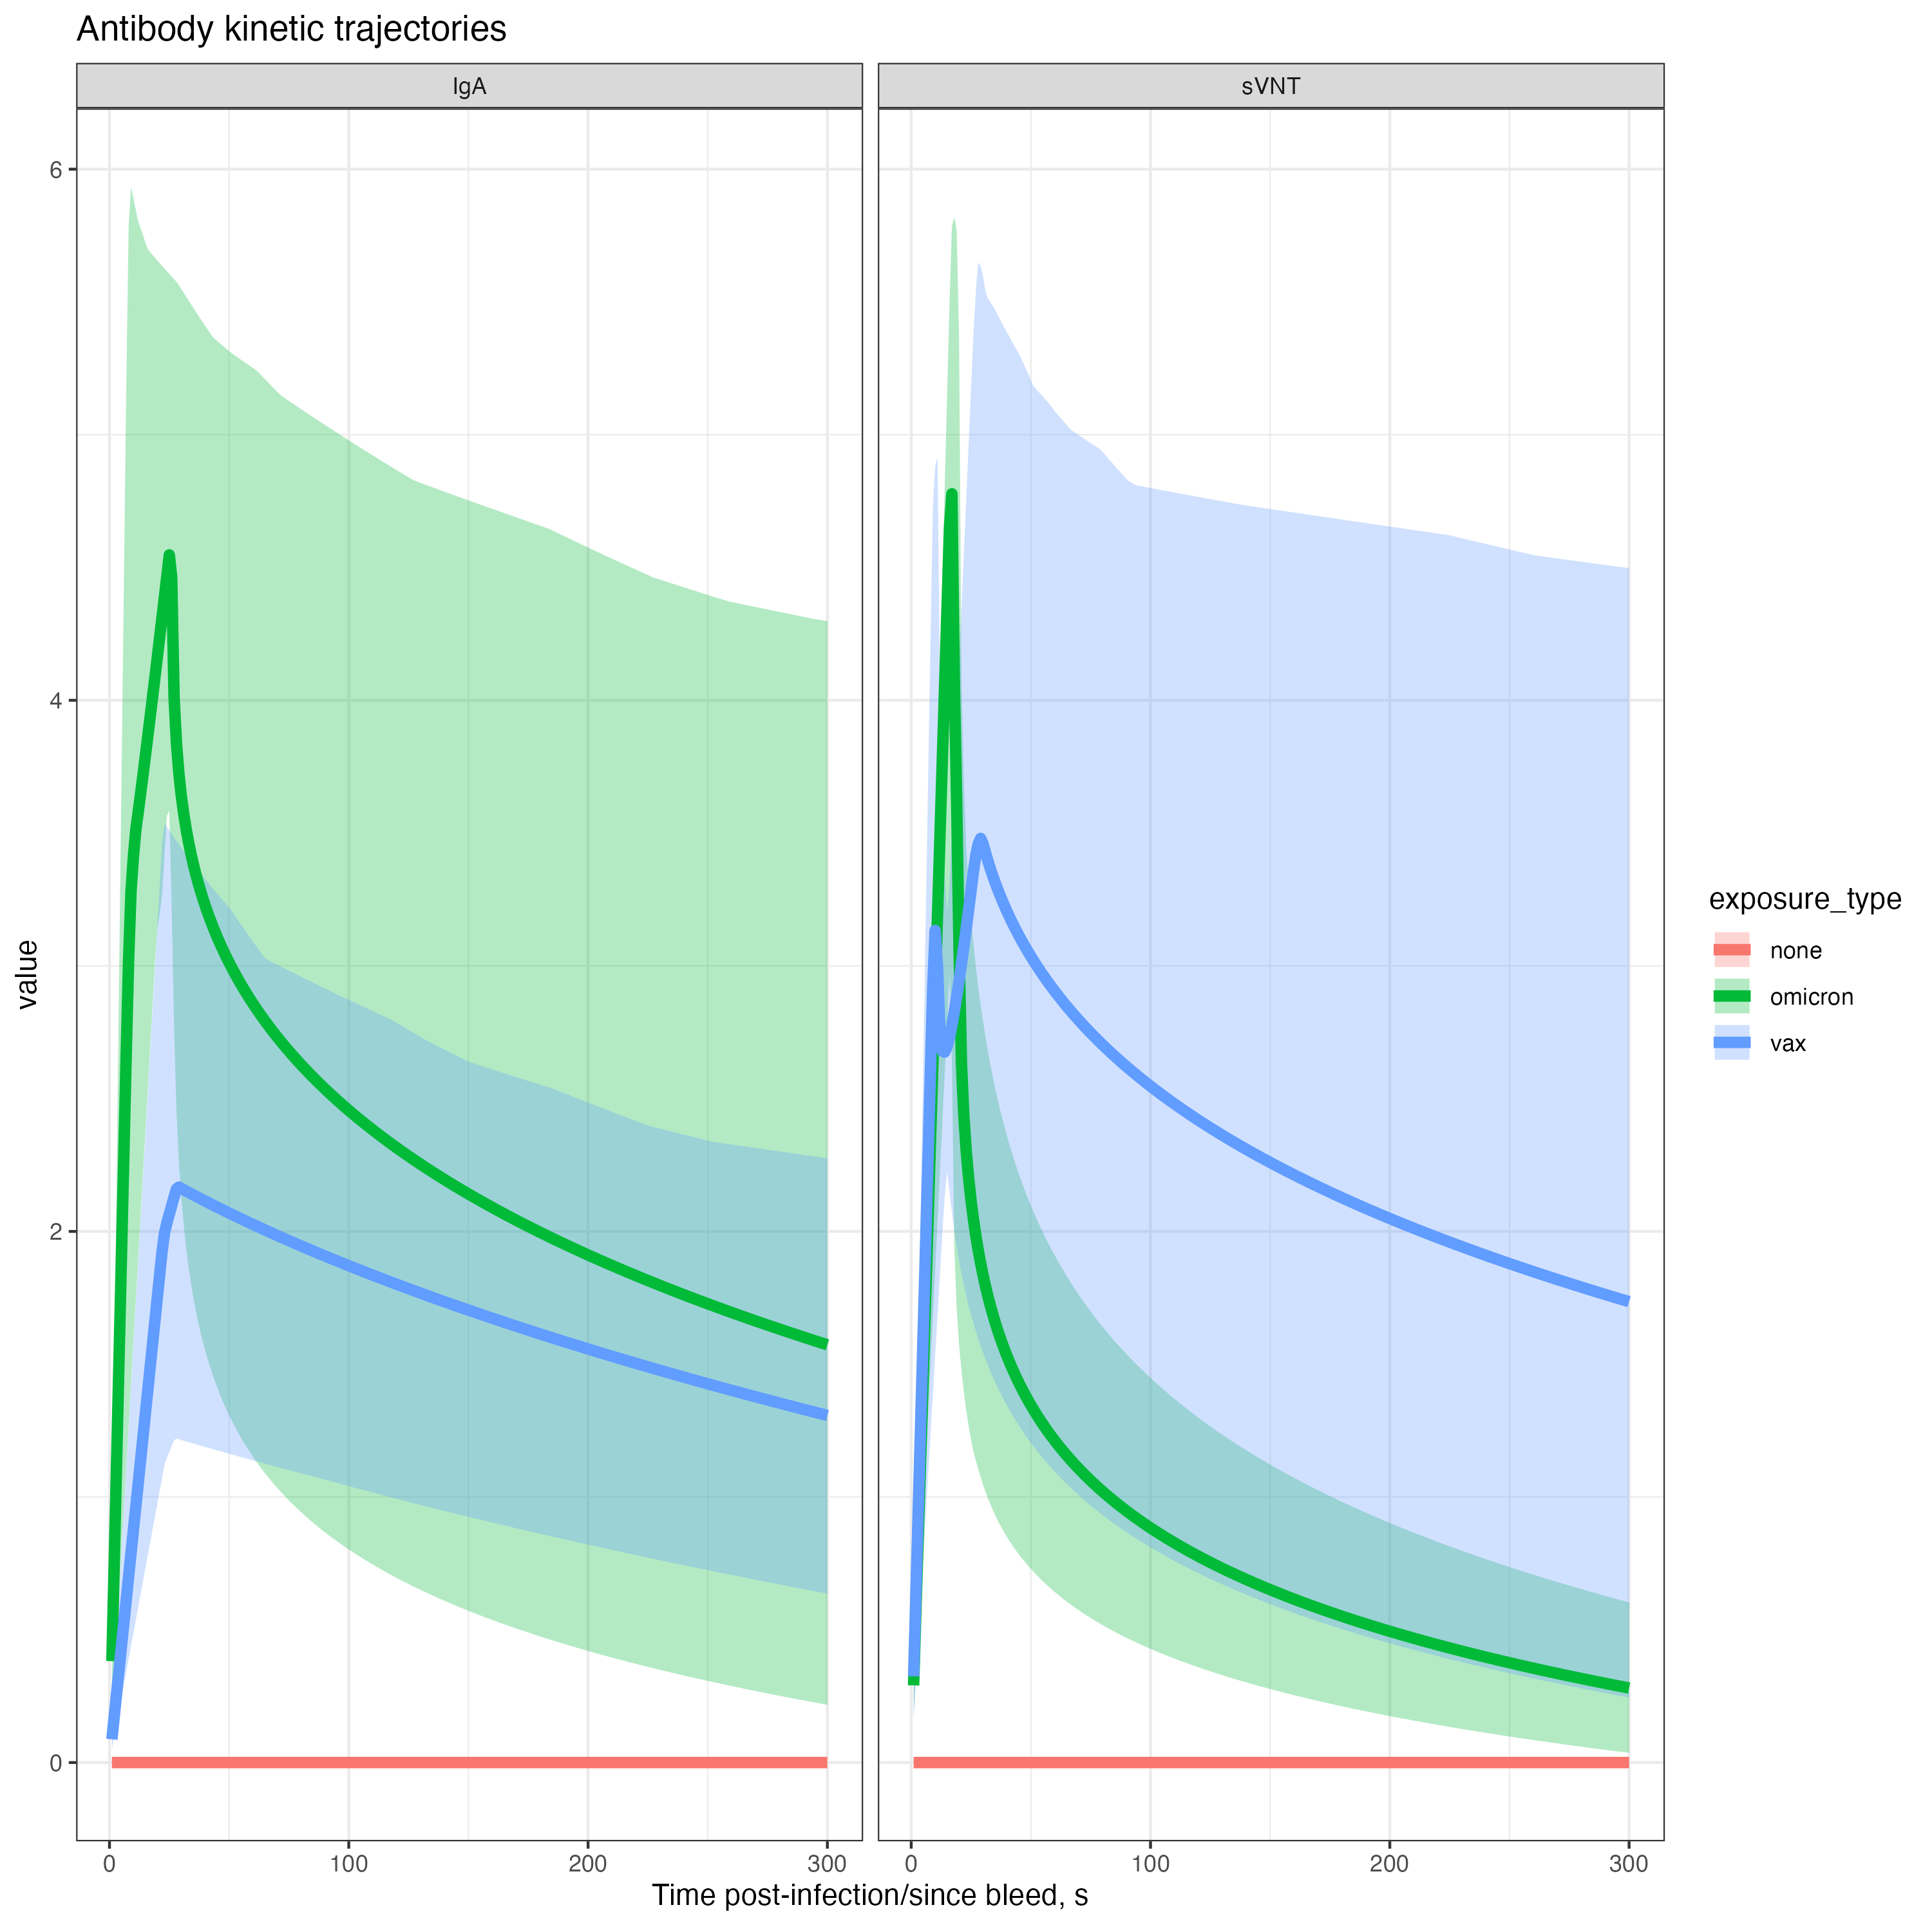 Antibody kinetic trajectories
IgA
sVNT
6
4
2
0
value
0 100 200 300
0 100 200 300
Time post-infection/since bleed, s
exposure_type
none
omicron
vax